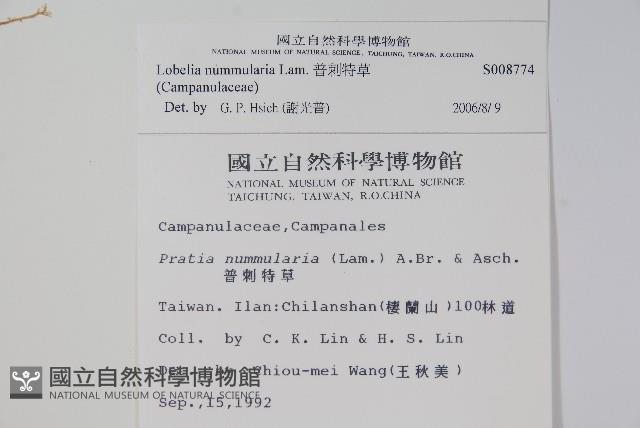 國立自然科學博物館
NATIONAL MUSEUM OF NATURAL SCIENCE, TAICHUNG, TAIWAN, R.O.CHINA
Lobelia nummularia Lam. 普剌特草 S008774
(Campanulaceae)
Det. by G. P. Hsich (謝光普) 2006/8/9
國立自然科學博物館
NATIONAL MUSEUM OF NATURAL SCIENCE
TAICHUNG, TAIWAN, R.O.CHINA
Campanulaceae,Campanales
Pratia nummularia (Lam.) A.Br. & Asch.
普剌特草
Taiwan. Ilan:Chilanshan(棲蘭山)100林道
Coll. by C. K. Lin & H. S. Lin
by Chiou-mei Wang(王秋美)
Sep.,15,1992
國立自然科學博物館
NATIONAL MUSEUM OF NATURAL SCIENCE